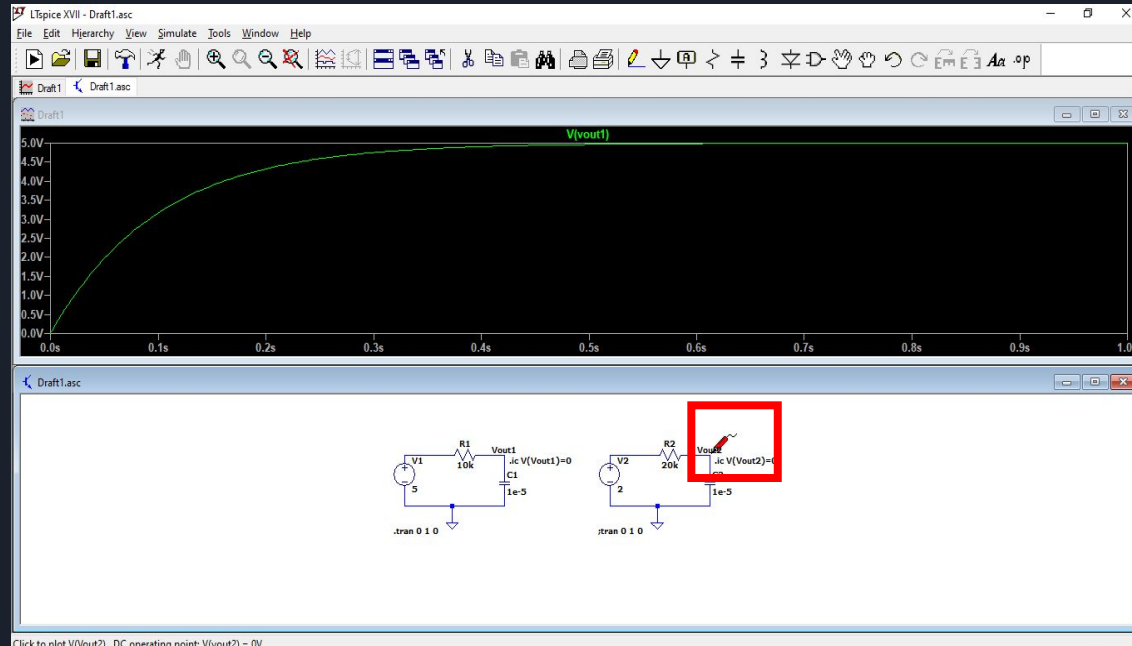 LTspice XVII - Draft1.asc
File Edit Hierarchy View Simulate Tools Window Help
Aa .op
Draft1 Draft1.asc
Draft1
V(vout1)
5.0V
4.5V
4.0V
3.5V
3.0V
2.5V
2.0V
1.5V
1.0V
0.5V
0.0V
0.0s 0.1s 0.2s 0.3s 0.4s 0.5s 0.6s 0.7s 0.8s 0.9s 1.0
Draft1.asc
R1 Vout1 R2
V1 10k .ic V(Vout1)=0 V2 20k .ic V(Vout2)=0
C1
5 1e-5 2 1e-5
.tran 0 1 0 ;tran 0 1 0
Click to plot V(Vout2). DC operating point: V(vout2) = 0V